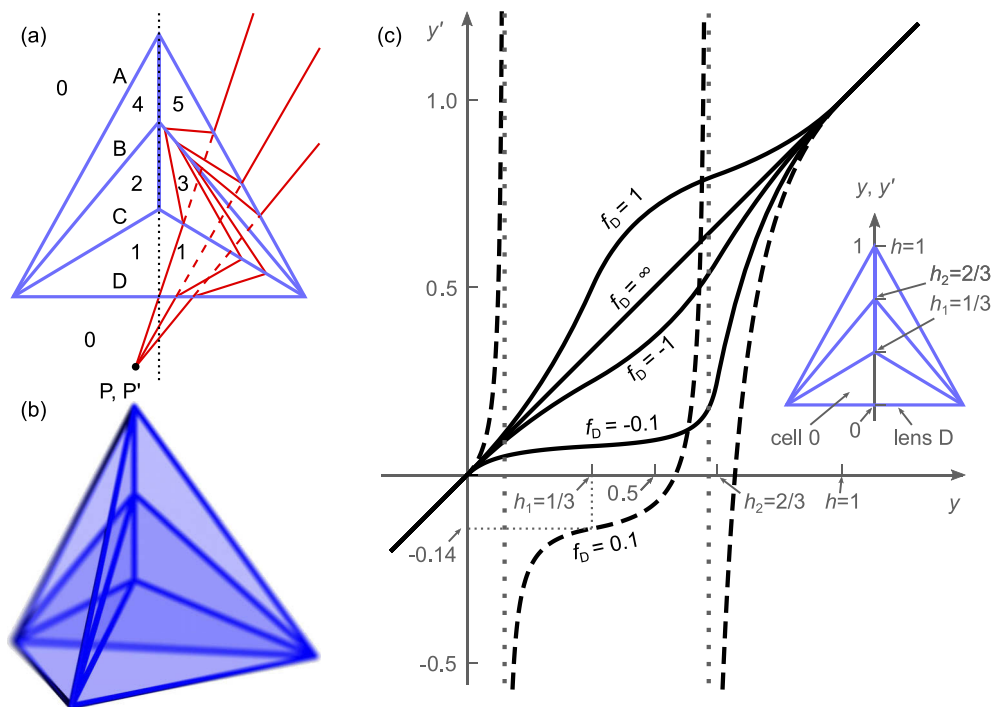 (a)
0
A
4
5
B
2
3
C
1
1
D
0
P, P'
(b)
(c)
y'
1.0
0.5
f_D = 1
f_D = ∞
f_D = -1
f_D = -0.1
f_D = 0.1
h_1=1/3
0.5
h_2=2/3
h=1
y
-0.14
-0.5
y, y'
1
h=1
h_2=2/3
h_1=1/3
cell 0
0
lens D